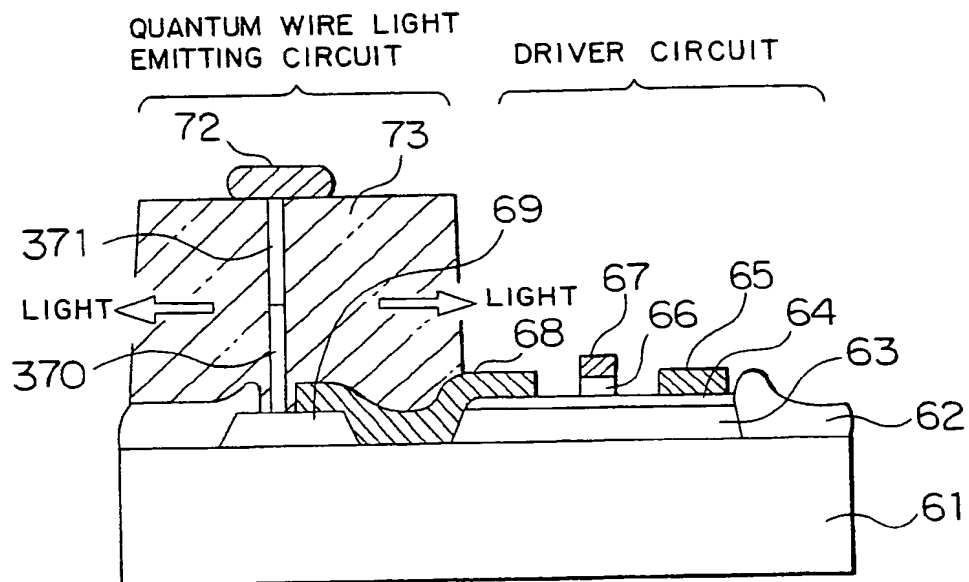 QUANTUM WIRE LIGHT
EMITTING CIRCUIT
DRIVER CIRCUIT
72
73
69
371
LIGHT
LIGHT
67
66
65
64
63
68
370
62
61